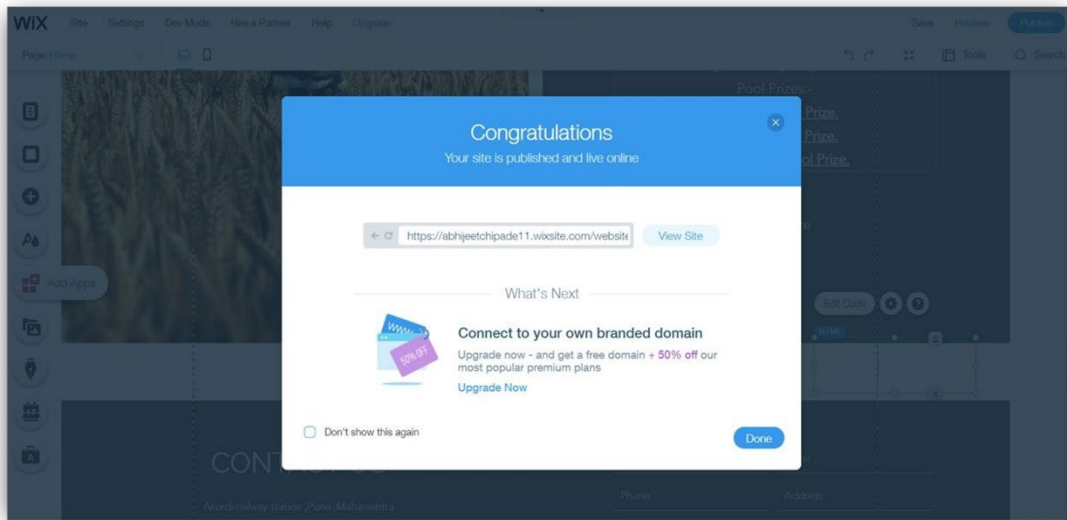 WiX Site Settings Dev Mode Hire a Partner Help Upgrade Save Preview Publish
Page: Home Tools Search
Pool Prizes:-
Prize.
Prize.
ol Prize.
Congratulations
Your site is published and live online
https://abhijeetchipade11.wixsite.com/website
View Site
Add Apps
What's Next
Edit Code
HTML
WWW.
50% OFF
Connect to your own branded domain
Upgrade now - and get a free domain + 50% off our
most popular premium plans
Upgrade Now
Don't show this again
Done
CONTACT US
Phone Address
Akurdi railway station ,Pune ,Maharashtra